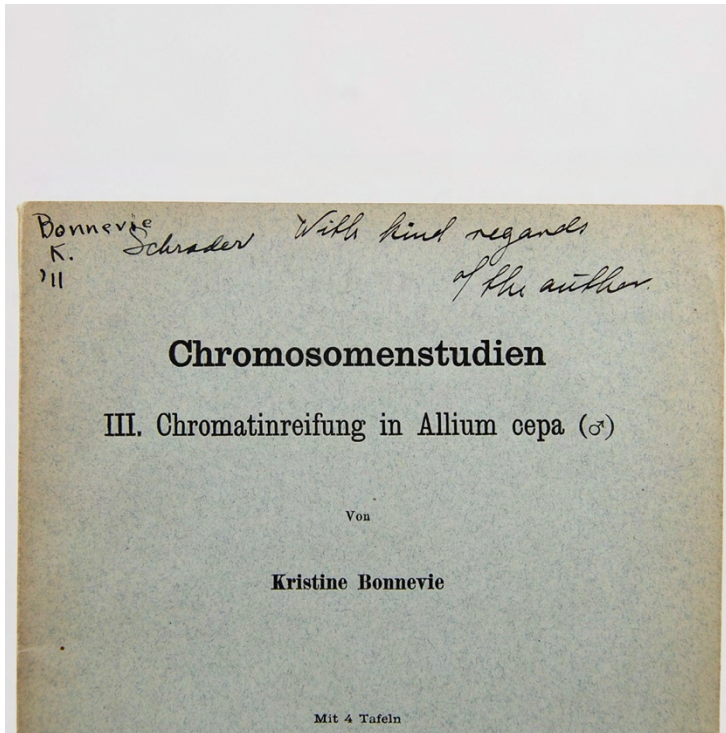 Bonnevie
K.
'11
Schrader
With kind regards
of the author.
Chromosomenstudien
III. Chromatinreifung in Allium cepa (♂)
Von
Kristine Bonnevie
Mit 4 Tafeln